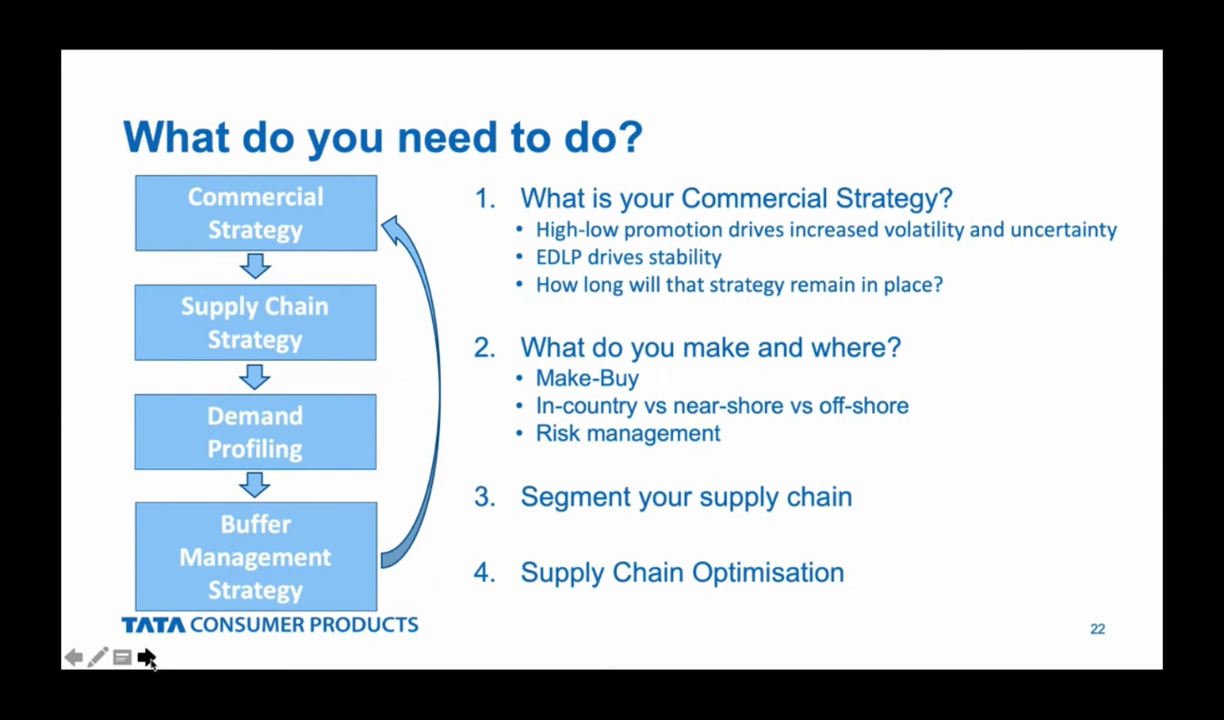 What do you need to do?
Commercial
Strategy
Supply Chain
Strategy
Demand
Profiling
Buffer
Management
Strategy
1. What is your Commercial Strategy?
• High-low promotion drives increased volatility and uncertainty
• EDLP drives stability
• How long will that strategy remain in place?
2. What do you make and where?
• Make-Buy
• In-country vs near-shore vs off-shore
• Risk management
3. Segment your supply chain
4. Supply Chain Optimisation
TATA CONSUMER PRODUCTS
22